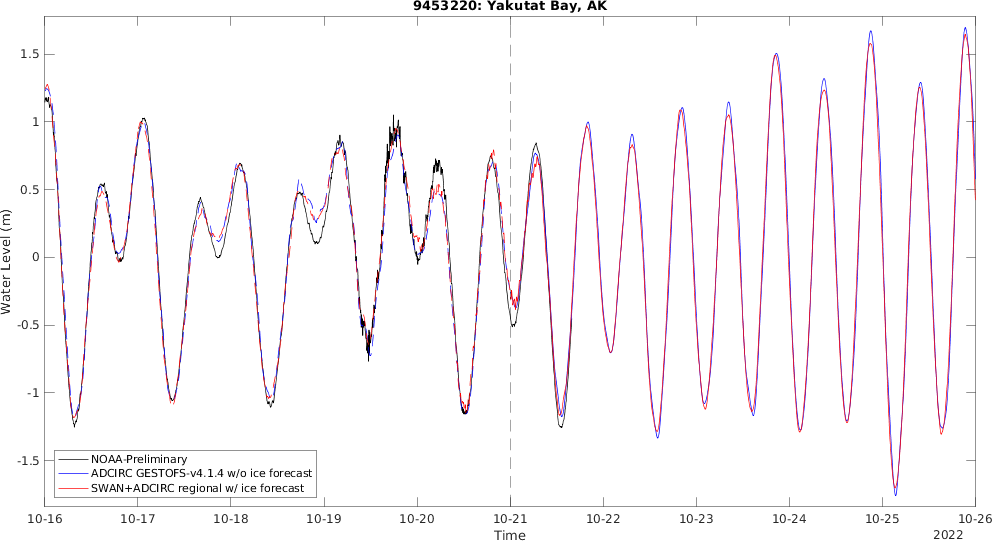 9453220: Yakutat Bay, AK
Water Level (m)
1.5
1
0.5
0
-0.5
-1
-1.5
NOAA-Preliminary
ADCIRC GESTOFS-v4.1.4 w/o ice forecast
SWAN+ADCIRC regional w/ ice forecast
10-16 10-17 10-18 10-19 10-20 10-21 10-22 10-23 10-24 10-25 10-26
Time
2022